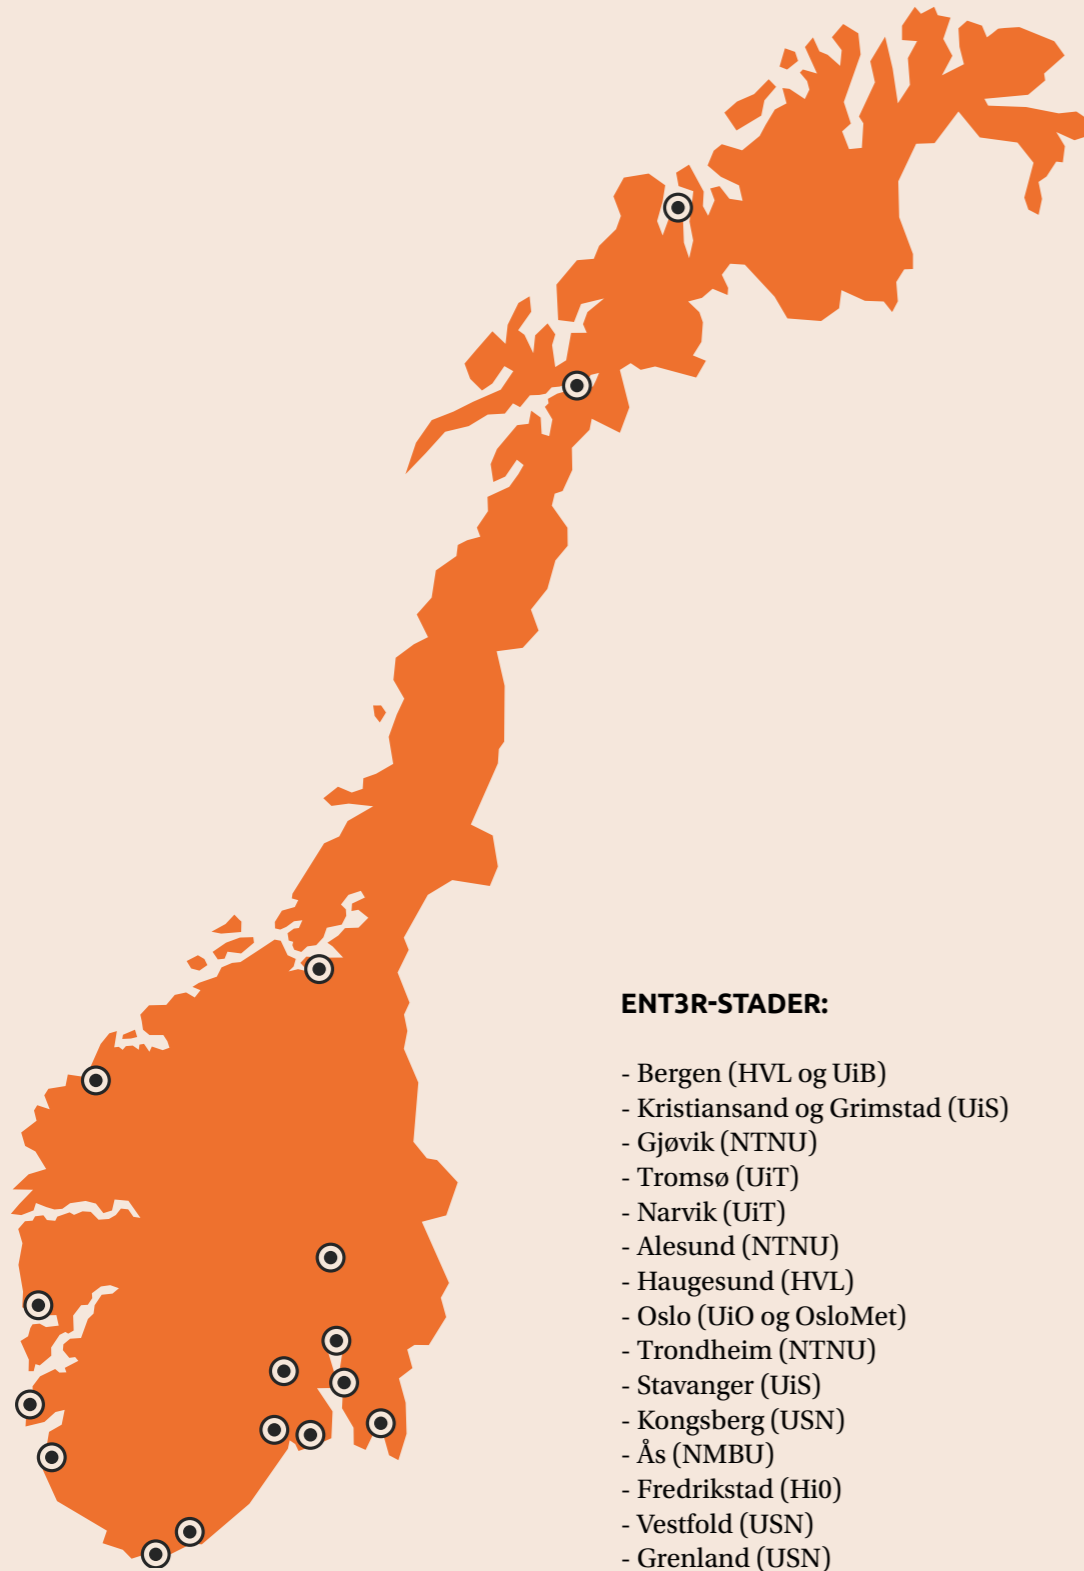 ENT3R-STADER:
- Bergen (HVL og UiB)
- Kristiansand og Grimstad (UiS)
- Gjøvik (NTNU)
- Tromsø (UiT)
- Narvik (UiT)
- Alesund (NTNU)
- Haugesund (HVL)
- Oslo (UiO og OsloMet)
- Trondheim (NTNU)
- Stavanger (UiS)
- Kongsberg (USN)
- Ås (NMBU)
- Fredrikstad (Hi0)
- Vestfold (USN)
- Grenland (USN)